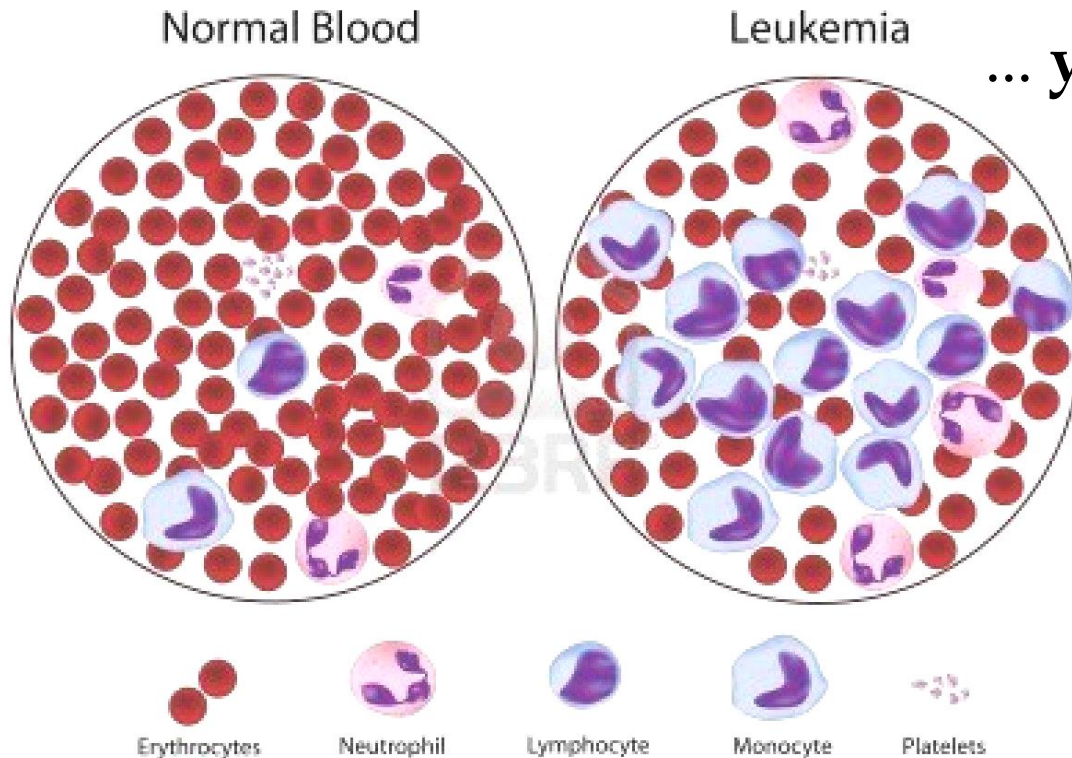 Normal Blood
Leukemia
... y
Erythrocytes
Neutrophil
Lymphocyte
Monocyte
Platelets